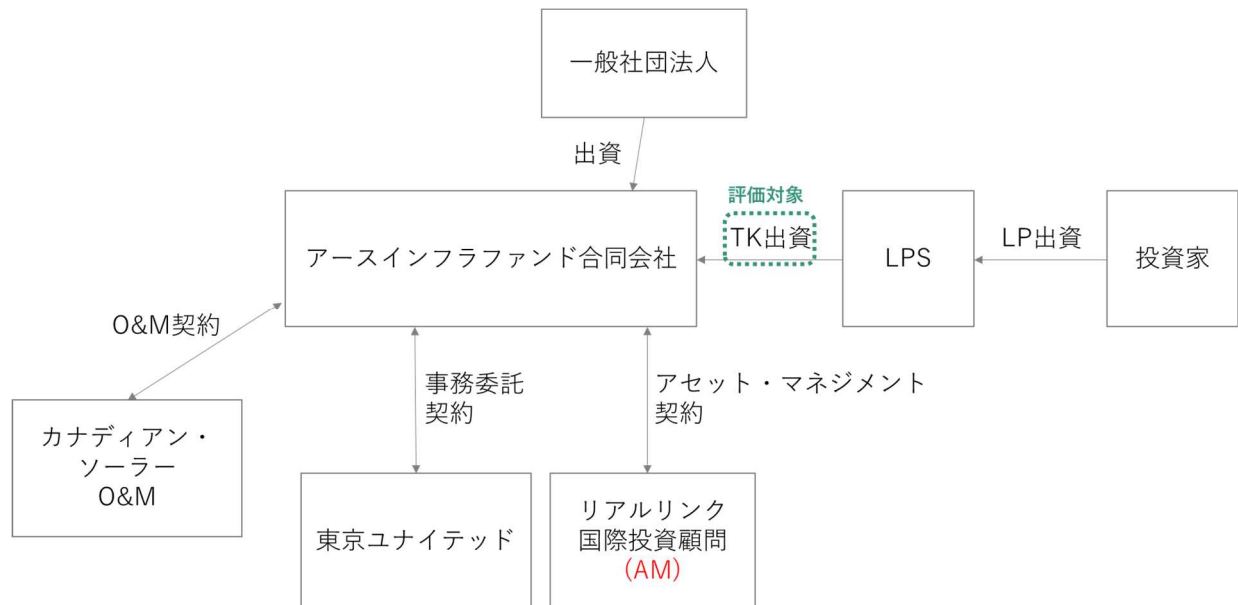 一般社団法人
出資
評価対象
TK出資
LP出資
アースインフラファンド合同会社
LPS
投資家
O&M契約
事務委託
契約
アセット・マネジメント
契約
カナディアン・
ソーラー
O&M
東京ユナイテッド
リアルリンク
国際投資顧問
(AM)